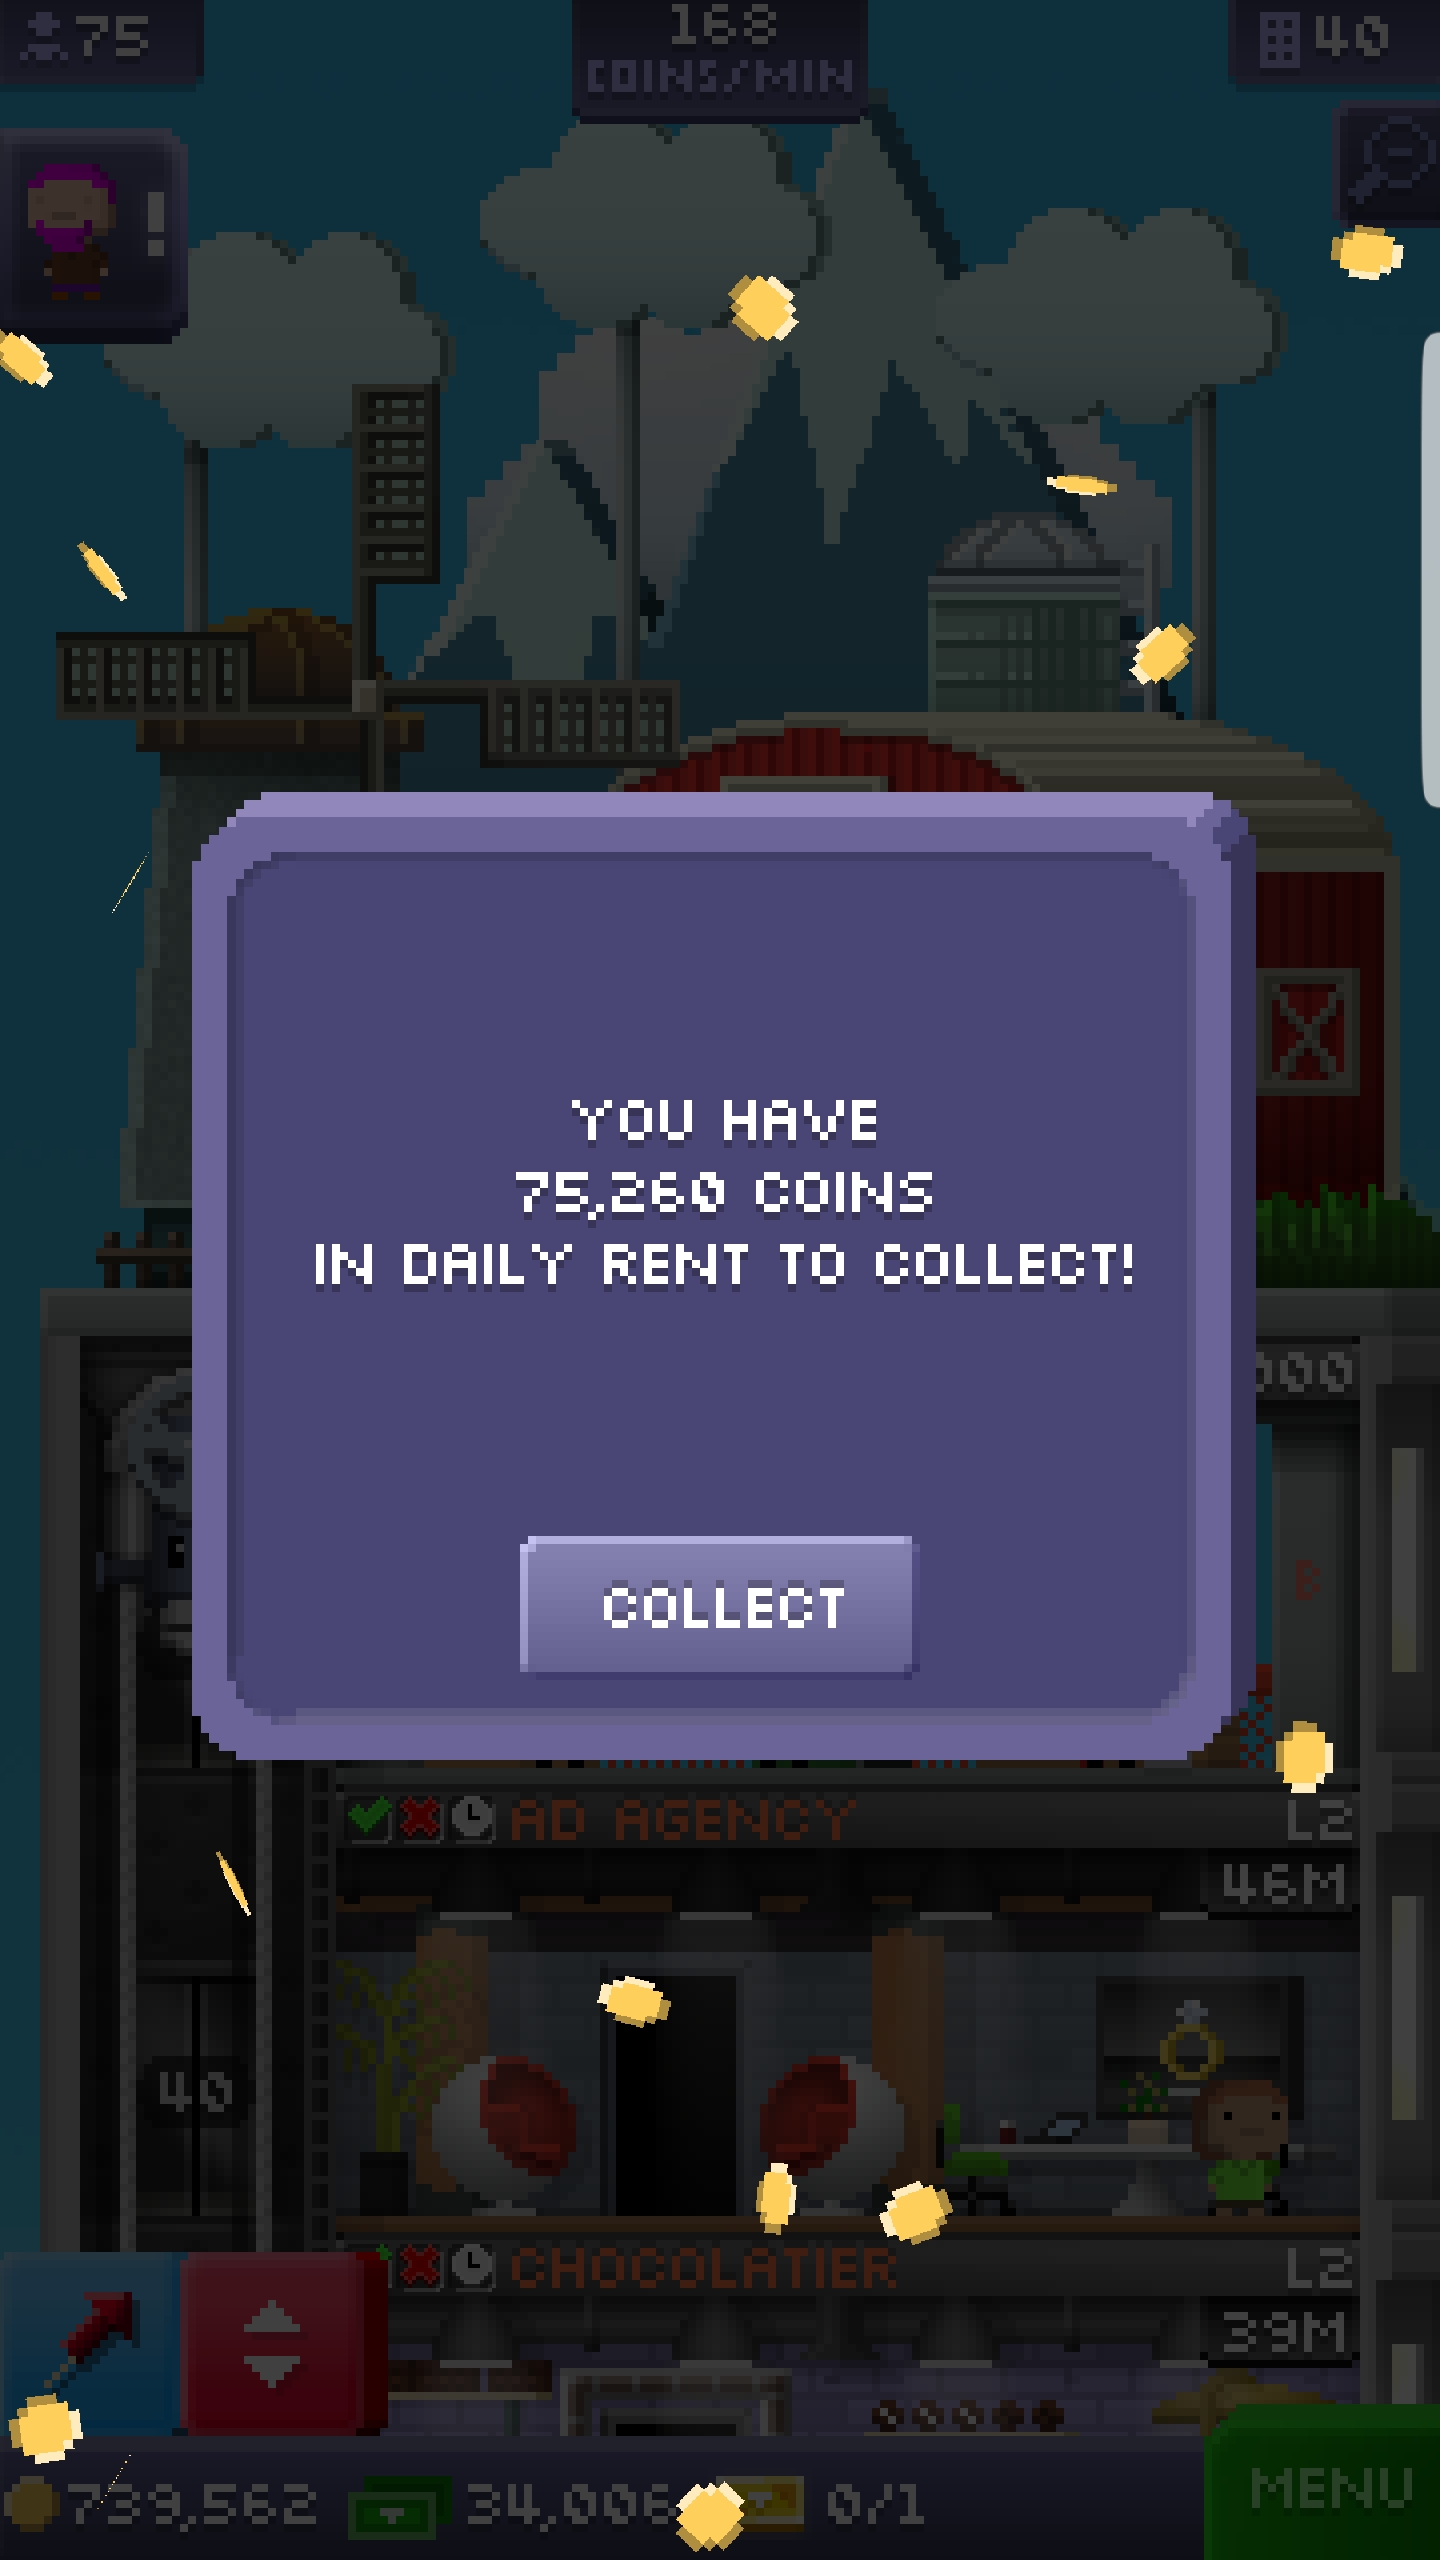 75
168
COINS/MIN
40
!
YOU HAVE
75,260 COINS
IN DAILY RENT TO COLLECT!
COLLECT
000
B
AD AGENCY
L2
46M
40
CHOCOLATIER
L2
39M
739,562
34,006
0/1
MENU